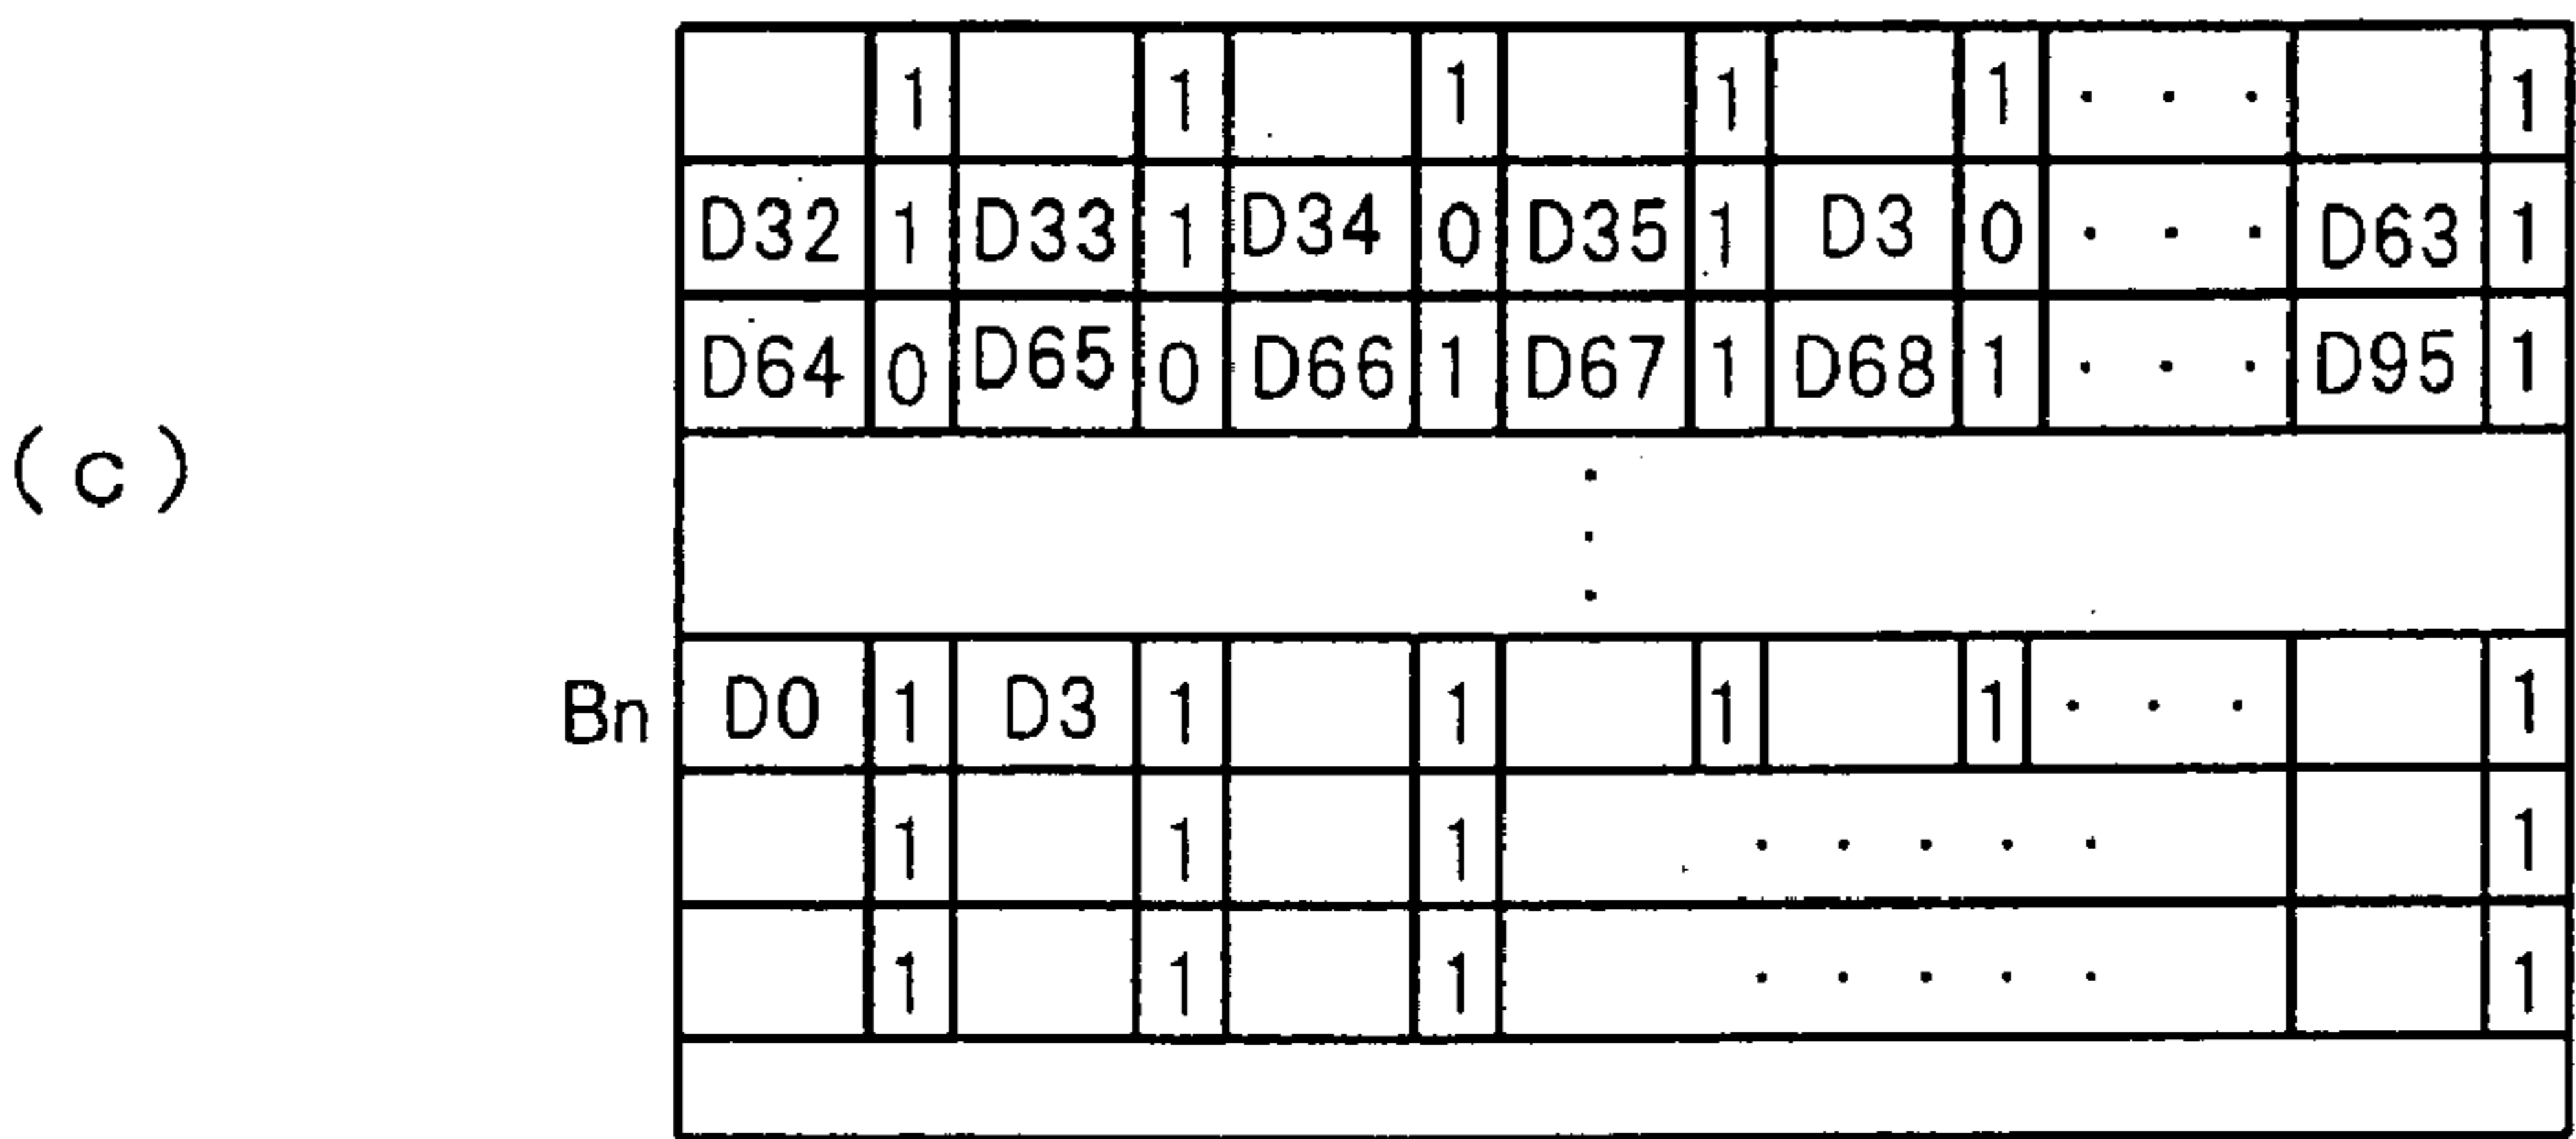 1 1 1 1 1 · · · 1
D32 1 D33 1 D34 0 D35 1 D3 0 · · · D63 1
D64 0 D65 0 D66 1 D67 1 D68 1 · · · D95 1
(c)
Bn D0 1 D3 1 1 1 1 · · · 1
1 1 1 · · · · · 1
1 1 1 · · · · · 1